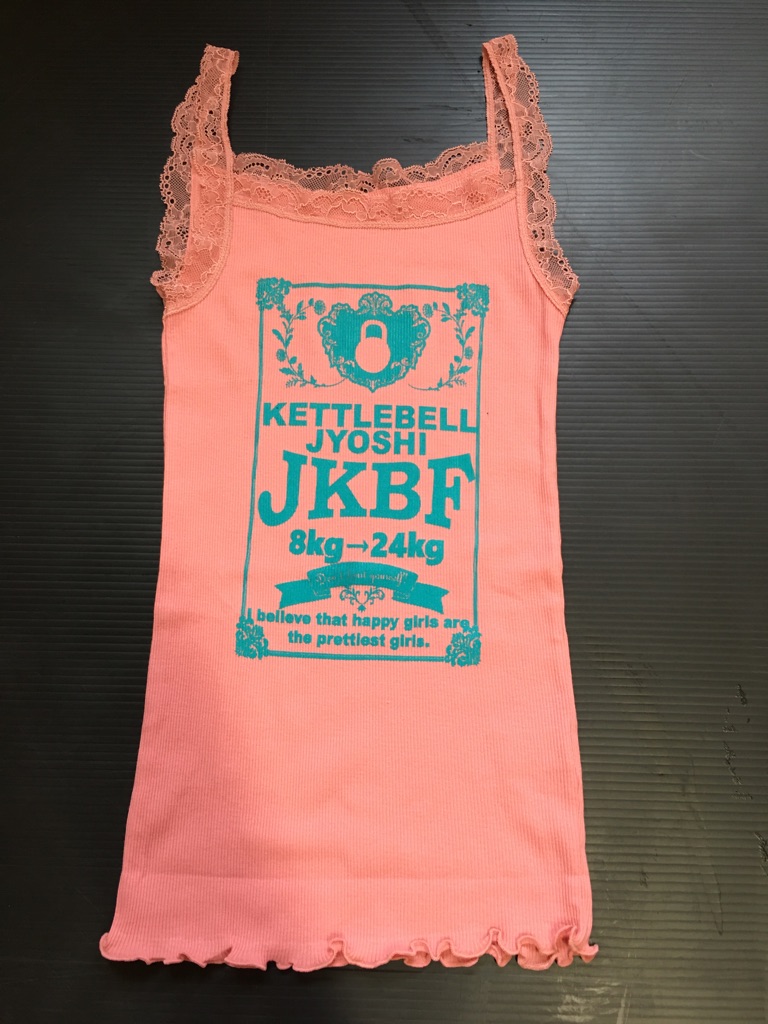 KETTLEBELL
JYOSHI
JKBF
8kg→24kg
I believe that happy girls are
the prettiest girls.